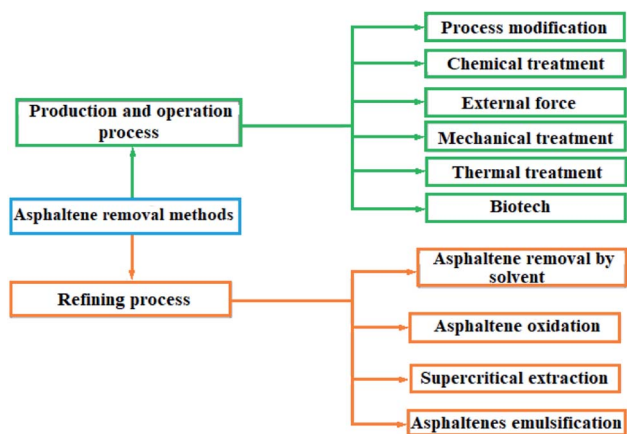 Process modification
Chemical treatment
External force
Mechanical treatment
Thermal treatment
Biotech
Production and operation
process
Asphaltene removal methods
Refining process
Asphaltene removal by
solvent
Asphaltene oxidation
Supercritical extraction
Asphaltenes emulsification